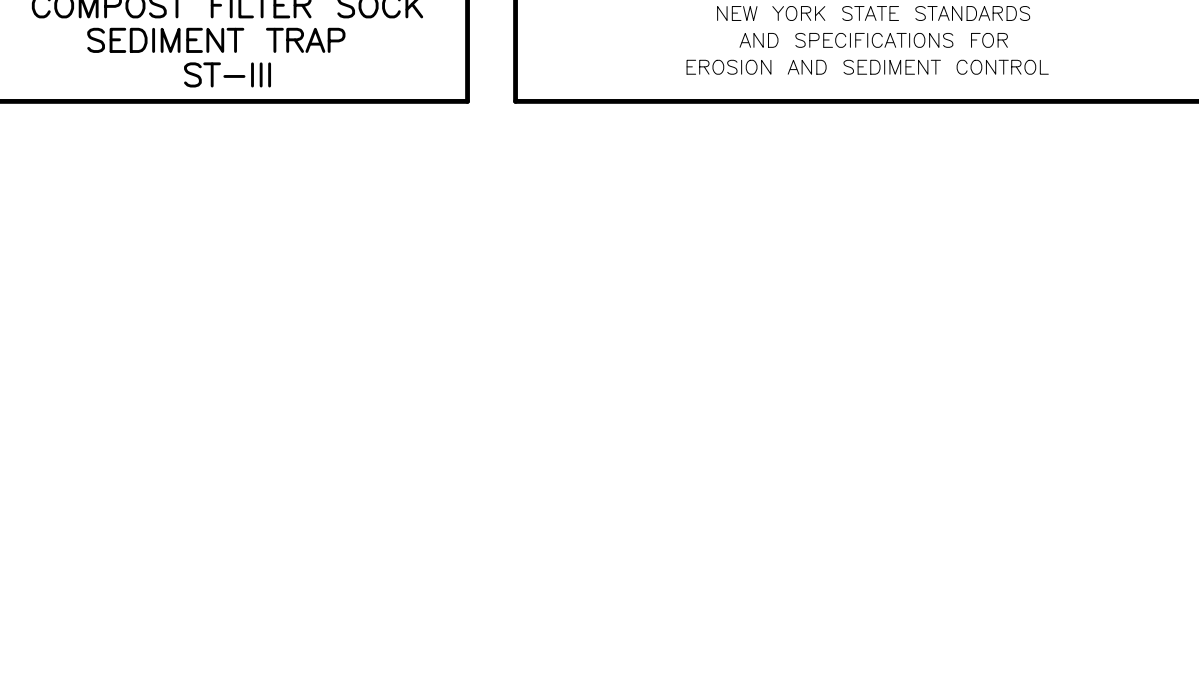 COMPOST FILTER SOCK
SEDIMENT TRAP
ST-III
NEW YORK STATE STANDARDS
AND SPECIFICATIONS FOR
EROSION AND SEDIMENT CONTROL